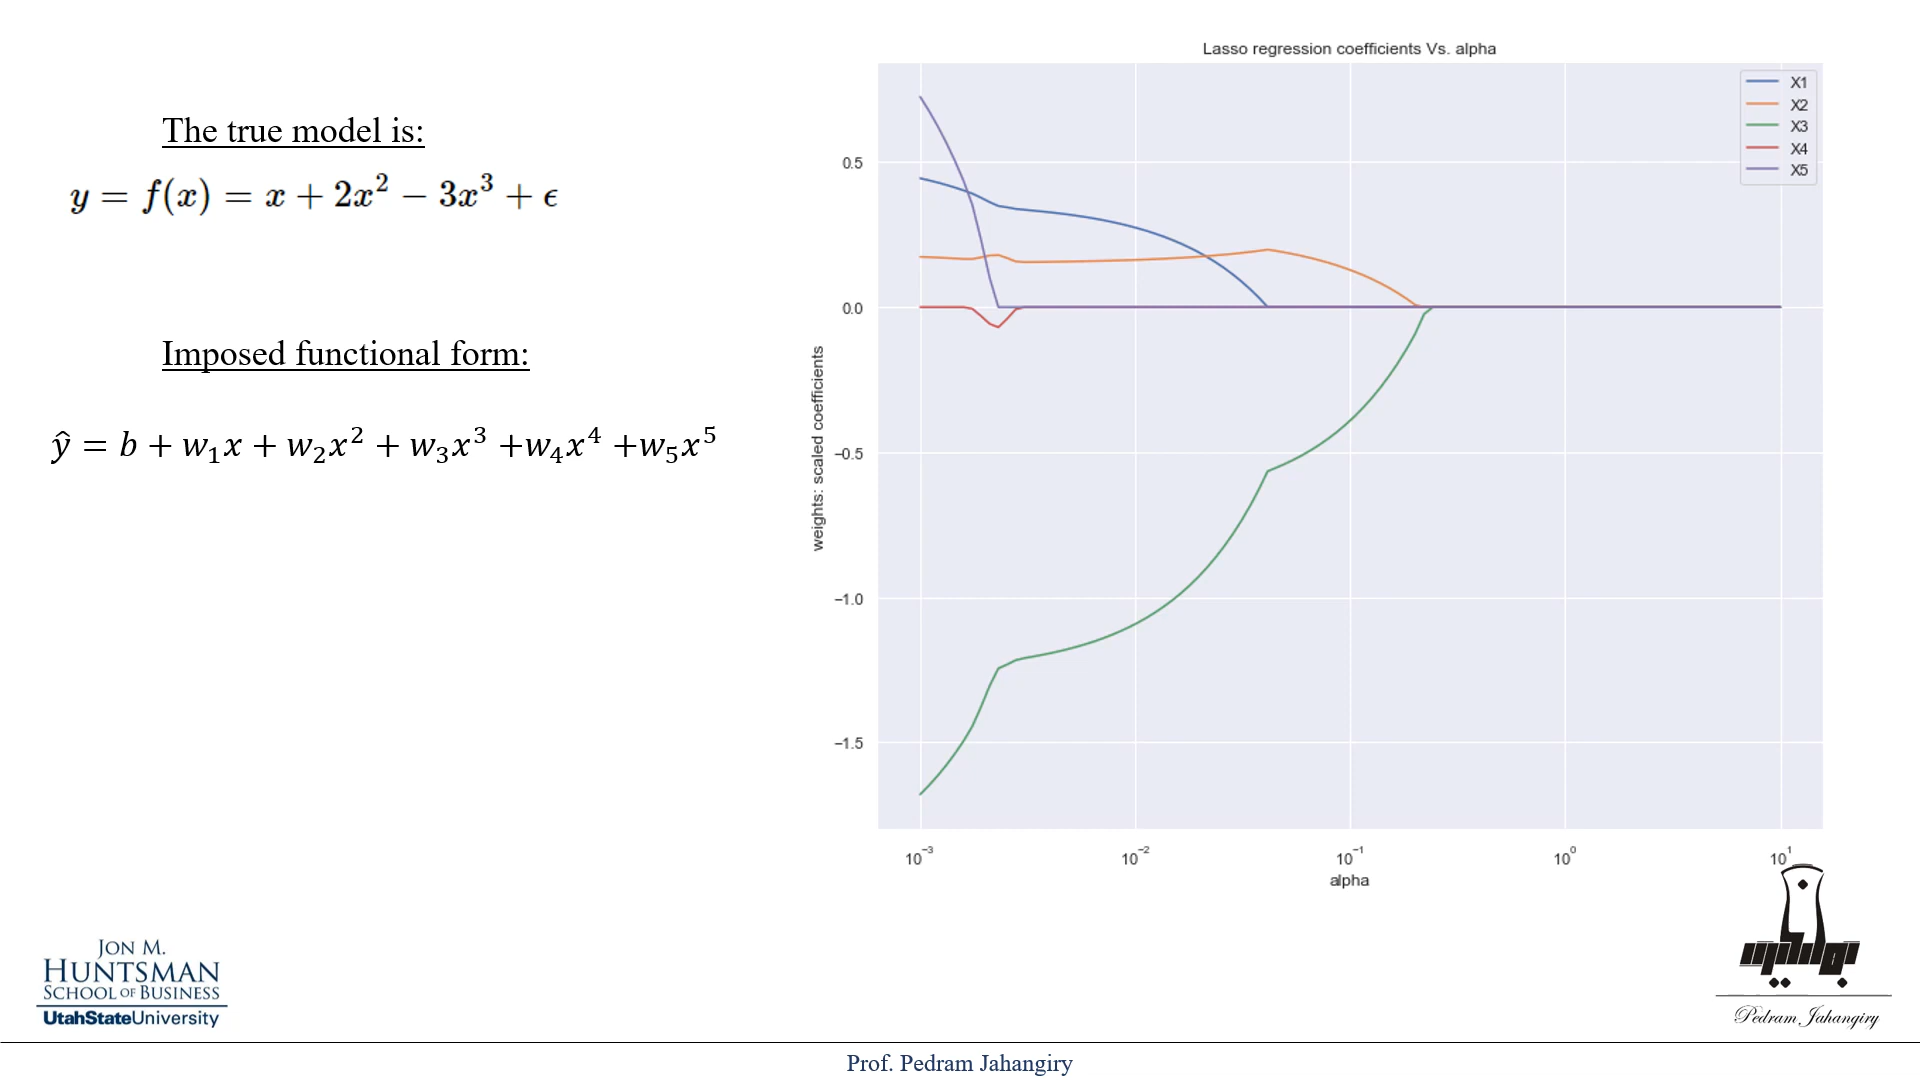 The true model is:
y = f(x) = x + 2x² − 3x³ + ϵ
Imposed functional form:
ŷ = b + w₁x + w₂x² + w₃x³ +w₄x⁴ +w₅x⁵
Lasso regression coefficients Vs. alpha
X1
X2
X3
X4
X5
0.5
0.0
−0.5
−1.0
−1.5
weights: scaled coefficients
10⁻³ 10⁻² 10⁻¹ 10⁰ 10¹
alpha
JON M.
HUNTSMAN
SCHOOL OF BUSINESS
UtahStateUniversity
Pedram Jahangiry
Prof. Pedram Jahangiry